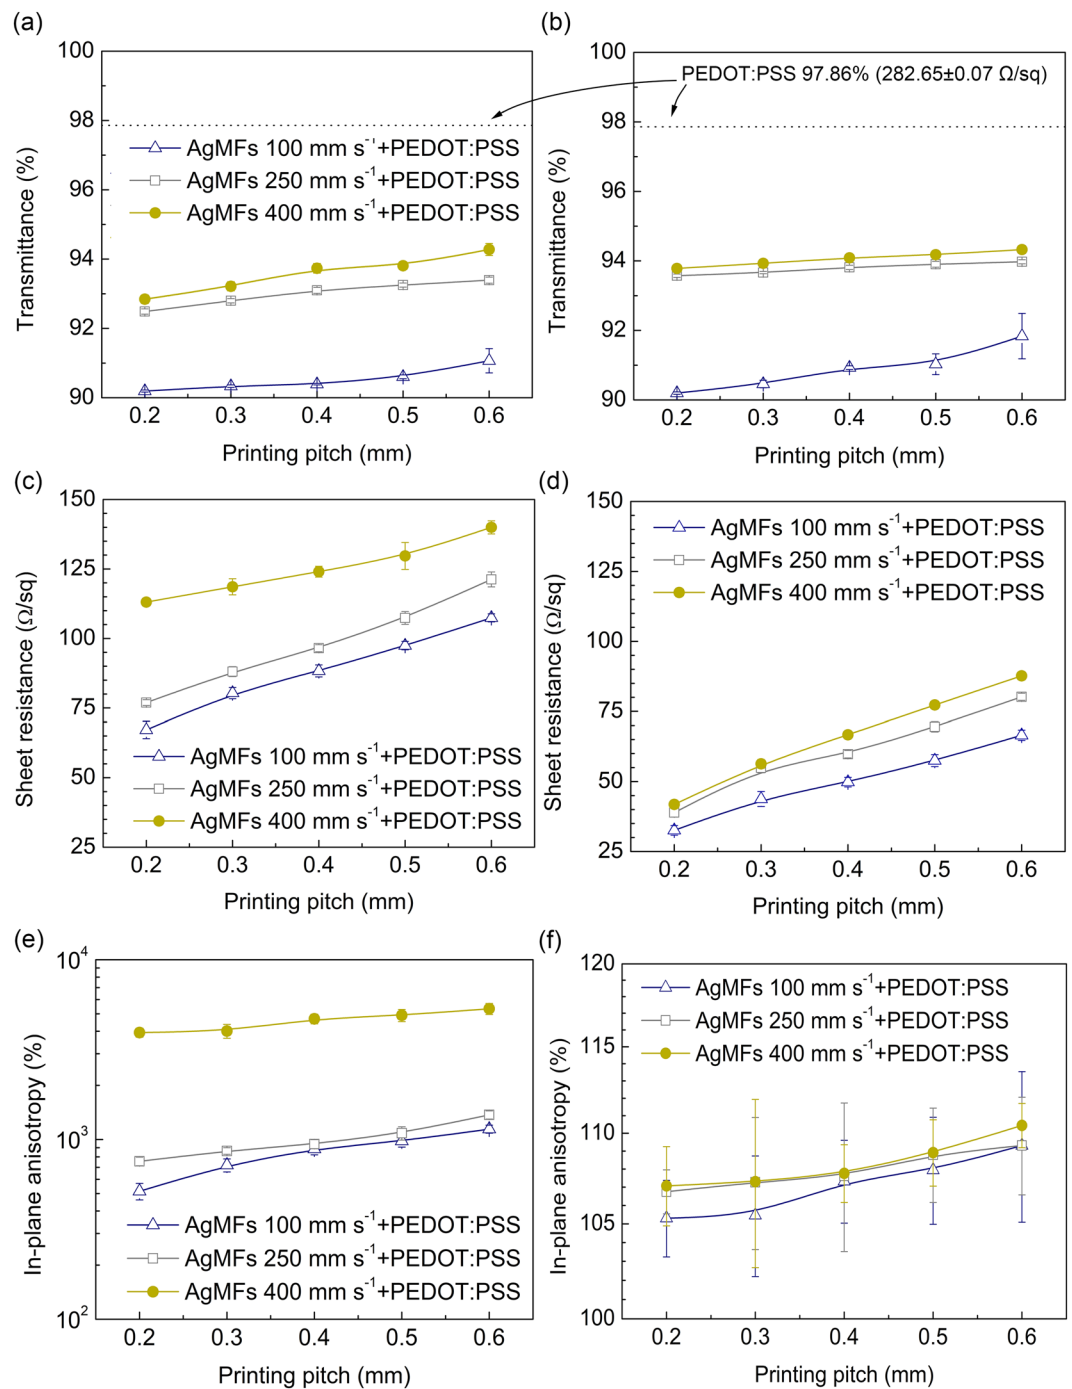 (a)
100
98
96
94
92
90
Transmittance (%)
AgMFs 100 mm s⁻¹+PEDOT:PSS
AgMFs 250 mm s⁻¹+PEDOT:PSS
AgMFs 400 mm s⁻¹+PEDOT:PSS
0.2 0.3 0.4 0.5 0.6
Printing pitch (mm)
(b)
100
98
96
94
92
90
Transmittance (%)
PEDOT:PSS 97.86% (282.65±0.07 Ω/sq)
0.2 0.3 0.4 0.5 0.6
Printing pitch (mm)
(c)
150
125
100
75
50
25
Sheet resistance (Ω/sq)
AgMFs 100 mm s⁻¹+PEDOT:PSS
AgMFs 250 mm s⁻¹+PEDOT:PSS
AgMFs 400 mm s⁻¹+PEDOT:PSS
0.2 0.3 0.4 0.5 0.6
Printing pitch (mm)
(d)
150
125
100
75
50
25
Sheet resistance (Ω/sq)
AgMFs 100 mm s⁻¹+PEDOT:PSS
AgMFs 250 mm s⁻¹+PEDOT:PSS
AgMFs 400 mm s⁻¹+PEDOT:PSS
0.2 0.3 0.4 0.5 0.6
Printing pitch (mm)
(e)
10⁴
10³
10²
In-plane anisotropy (%)
AgMFs 100 mm s⁻¹+PEDOT:PSS
AgMFs 250 mm s⁻¹+PEDOT:PSS
AgMFs 400 mm s⁻¹+PEDOT:PSS
0.2 0.3 0.4 0.5 0.6
Printing pitch (mm)
(f)
120
115
110
105
100
In-plane anisotropy (%)
AgMFs 100 mm s⁻¹+PEDOT:PSS
AgMFs 250 mm s⁻¹+PEDOT:PSS
AgMFs 400 mm s⁻¹+PEDOT:PSS
0.2 0.3 0.4 0.5 0.6
Printing pitch (mm)